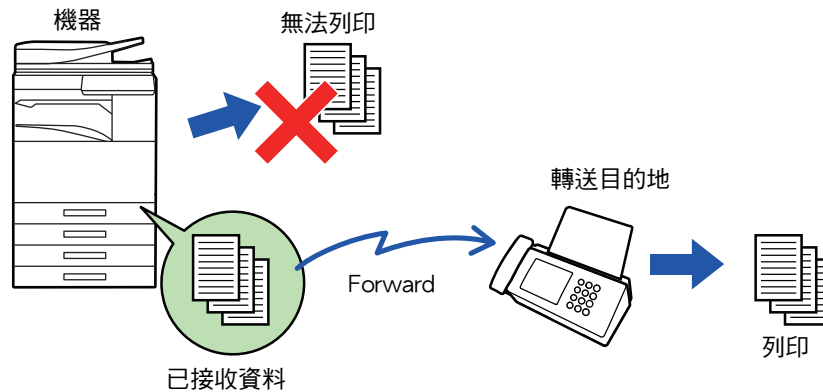 機器
無法列印
轉送目的地
Forward
列印
已接收資料